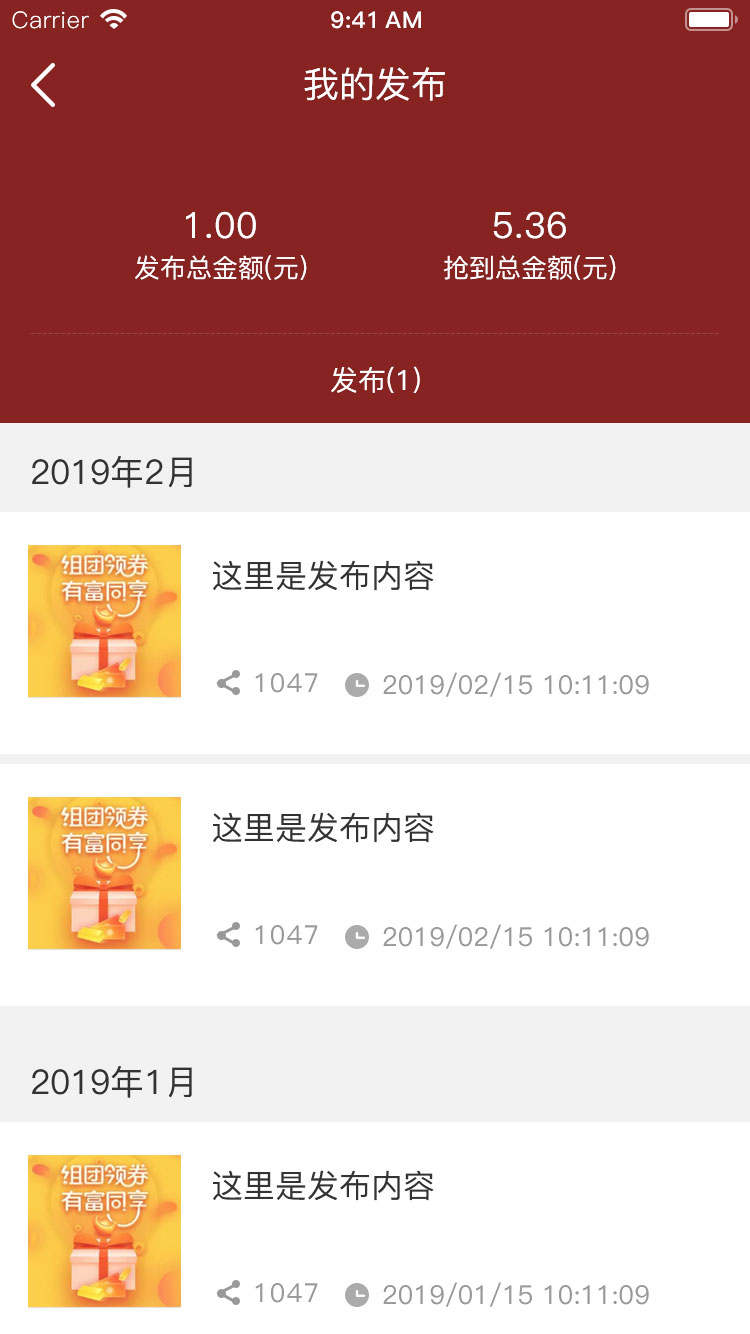 Carrier 9:41 AM
我的发布
1.00 5.36
发布总金额(元) 抢到总金额(元)
发布(1)
2019年2月
组团领券
有富同享
这里是发布内容
1047 2019/02/15 10:11:09
组团领券
有富同享
这里是发布内容
1047 2019/02/15 10:11:09
2019年1月
组团领券
有富同享
这里是发布内容
1047 2019/01/15 10:11:09